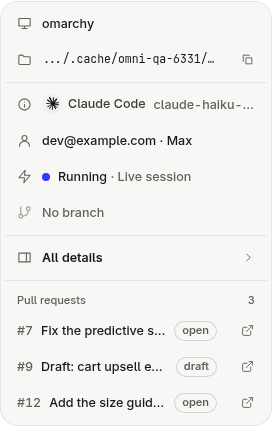 omarchy
.../.cache/omni-qa-6331/…
Claude Code claude-haiku-…
dev@example.com · Max
Running · Live session
No branch
All details
Pull requests 3
#7 Fix the predictive s… open
#9 Draft: cart upsell e… draft
#12 Add the size guid… open